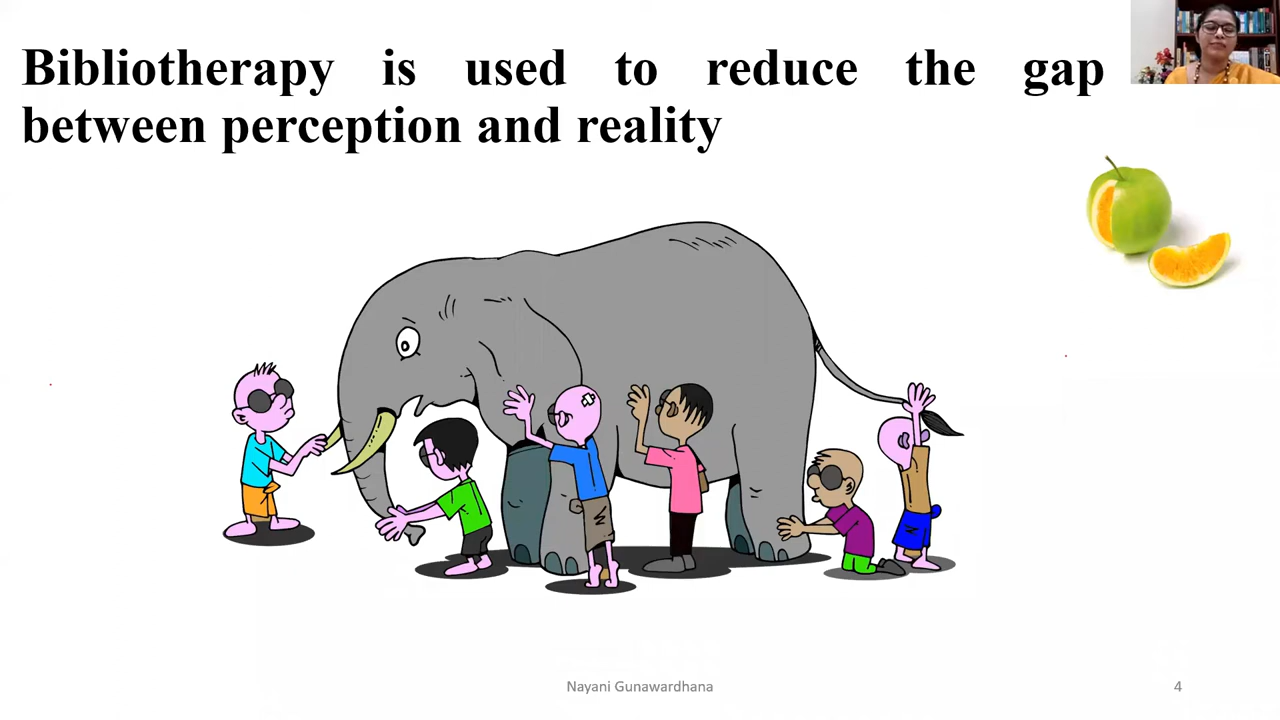 Bibliotherapy is used to reduce the gap
between perception and reality
Nayani Gunawardhana
4